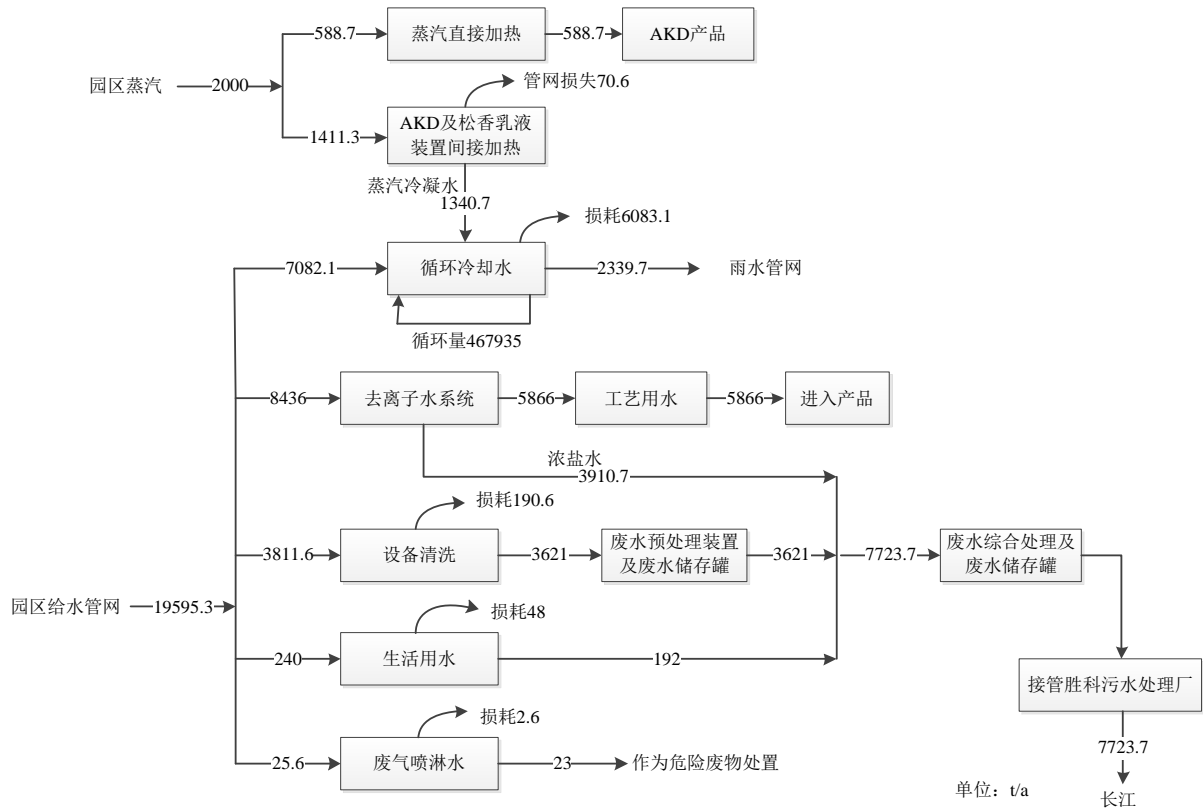 588.7
蒸汽直接加热
588.7
AKD产品
园区蒸汽
2000
管网损失70.6
1411.3
AKD及松香乳液
装置间接加热
蒸汽冷凝水
1340.7
损耗6083.1
7082.1
循环冷却水
2339.7
雨水管网
循环量467935
8436
去离子水系统
5866
工艺用水
5866
进入产品
浓盐水
3910.7
损耗190.6
3811.6
设备清洗
3621
废水预处理装置
及废水储存罐
3621
7723.7
废水综合处理及
废水储存罐
园区给水管网
19595.3
损耗48
240
生活用水
192
接管胜科污水处理厂
损耗2.6
25.6
废气喷淋水
23
作为危险废物处置
7723.7
单位：t/a
长江